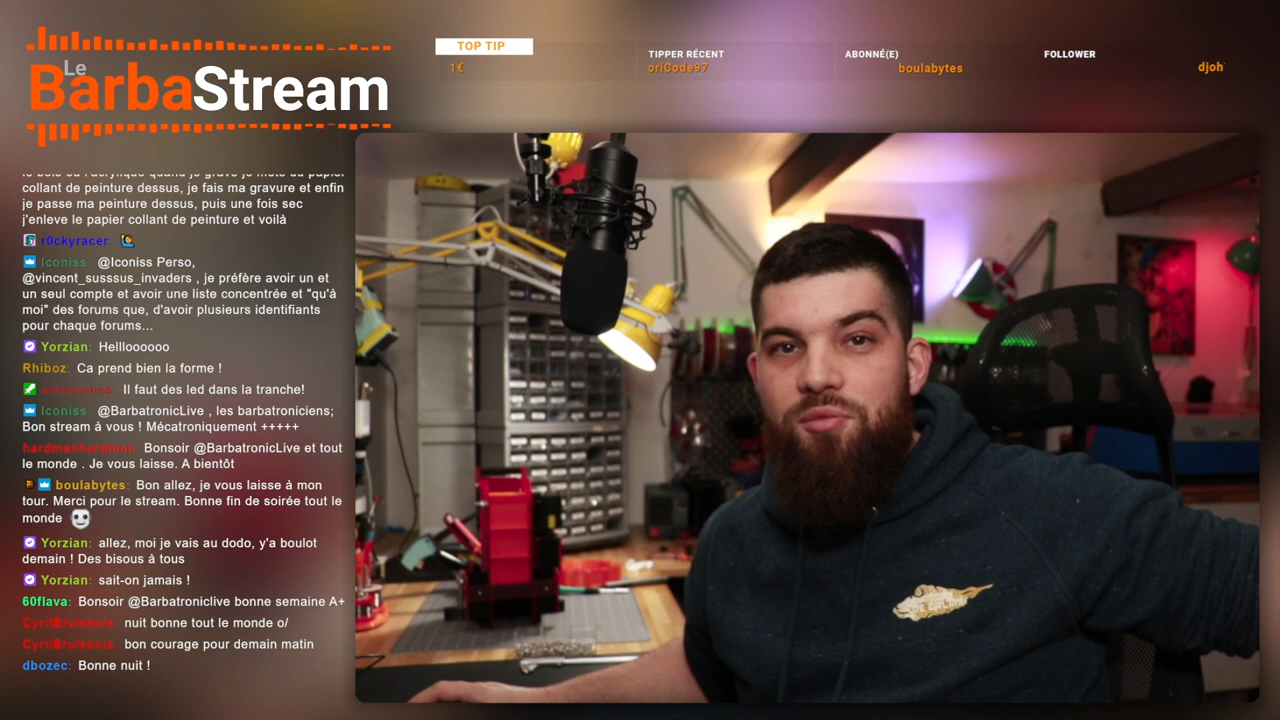 Le
BarbaStream
TOP TIP
1€
TIPPER RÉCENT
oriCode97
ABONNÉ(E)
boulabytes
FOLLOWER
djoh
collant de peinture dessus, je fais ma gravure et enfin
je passe ma peinture dessus, puis une fois sec
j'enleve le papier collant de peinture et voilà
r0ckyracer
Iconiss @Iconiss Perso,
@vincent_susssus_invaders , je préfère avoir un et
un seul compte et avoir une liste concentrée et "qu'à
moi" des forums que, d'avoir plusieurs identifiants
pour chaque forums...
Yorzian: Hellloooooo
Rhiboz: Ca prend bien la forme !
Il faut des led dans la tranche!
Iconiss: @BarbatronicLive , les barbatroniciens;
Bon stream à vous ! Mécatroniquement +++++
Bonsoir @BarbatronicLive et tout
le monde . Je vous laisse. A bientôt
boulabytes: Bon allez, je vous laisse à mon
tour. Merci pour le stream. Bonne fin de soirée tout le
monde
Yorzian: allez, moi je vais au dodo, y'a boulot
demain ! Des bisous à tous
Yorzian: sait-on jamais !
60flava: Bonsoir @Barbatroniclive bonne semaine A+
CyrilBrulebois: nuit bonne tout le monde o/
CyrilBrulebois: bon courage pour demain matin
dbozec: Bonne nuit !